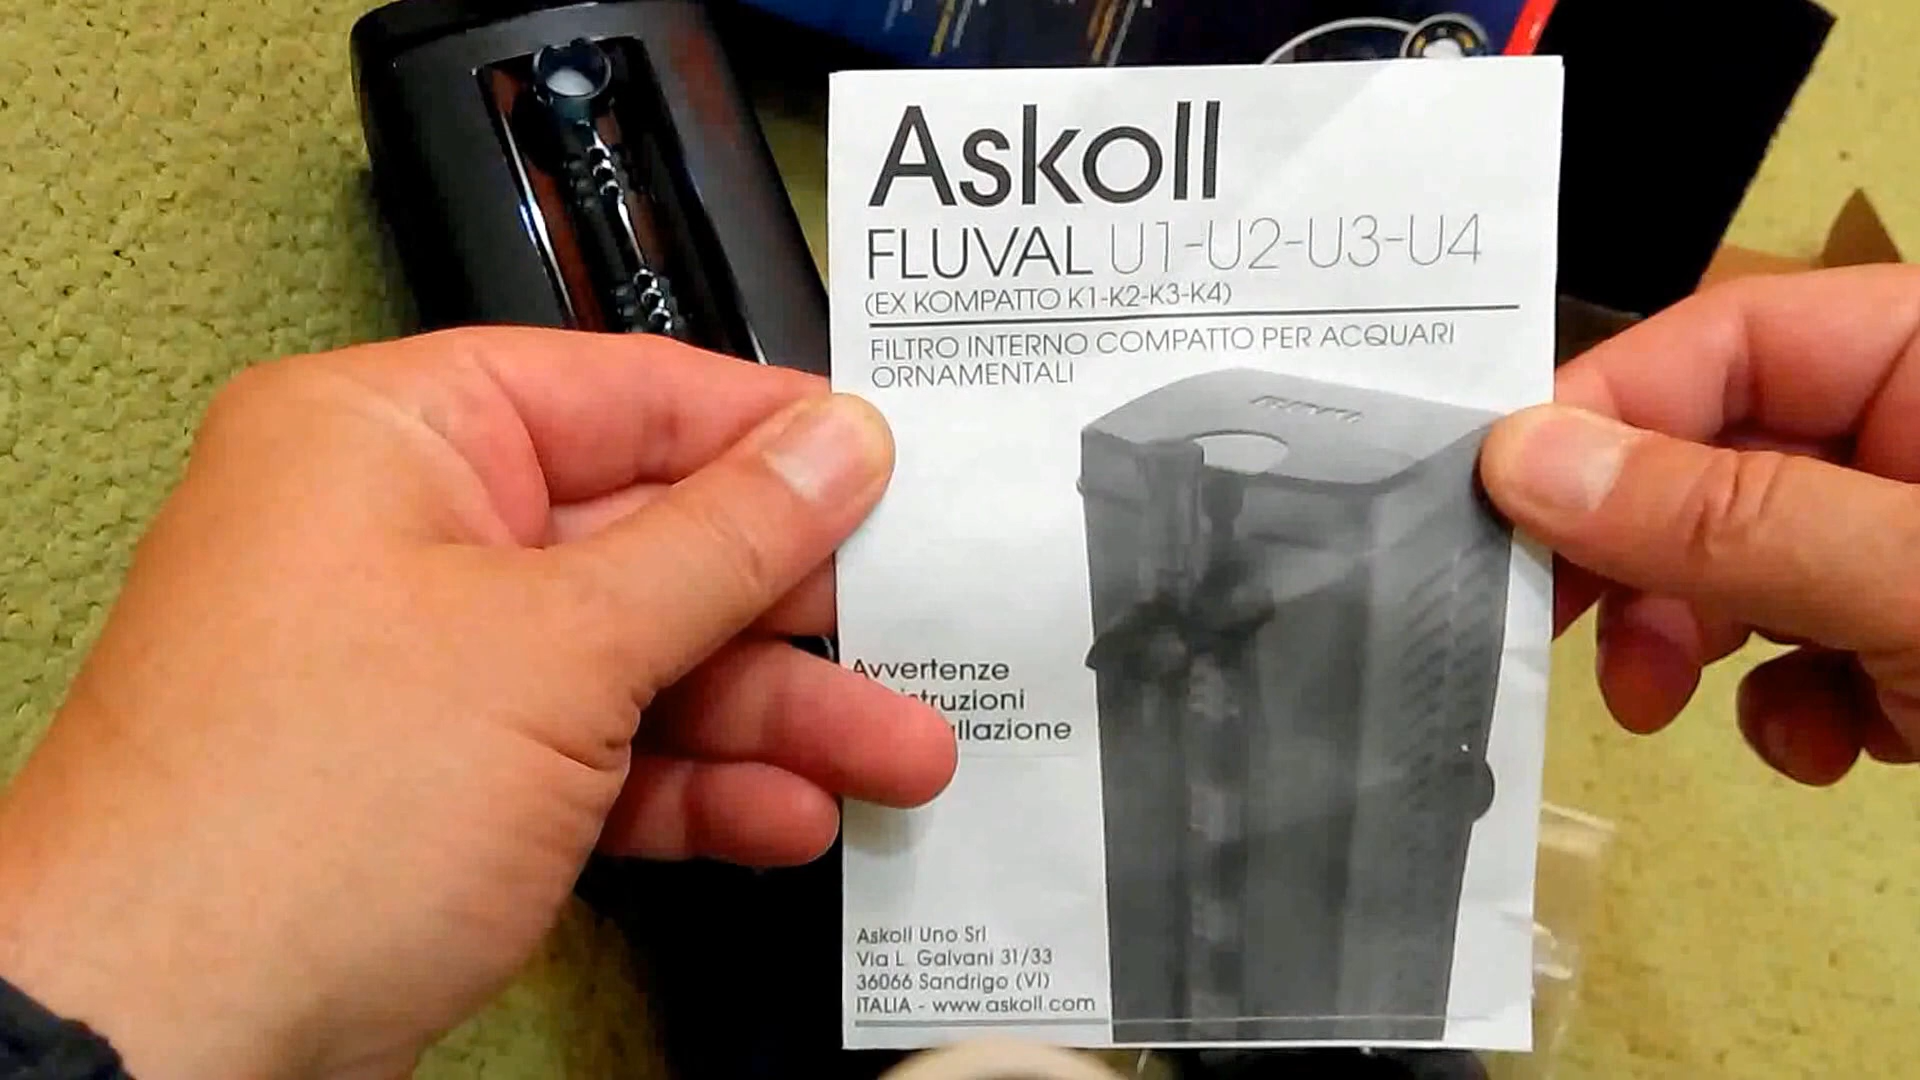 Askoll
FLUVAL U1-U2-U3-U4
(EX KOMPATTO K1-K2-K3-K4)
FILTRO INTERNO COMPATTO PER ACQUARI
ORNAMENTALI
FLUVAL
Avvertenze
Askoll Uno Srl
Via L. Galvani 31/33
36066 Sandrigo (VI)
ITALIA - www.askoll.com